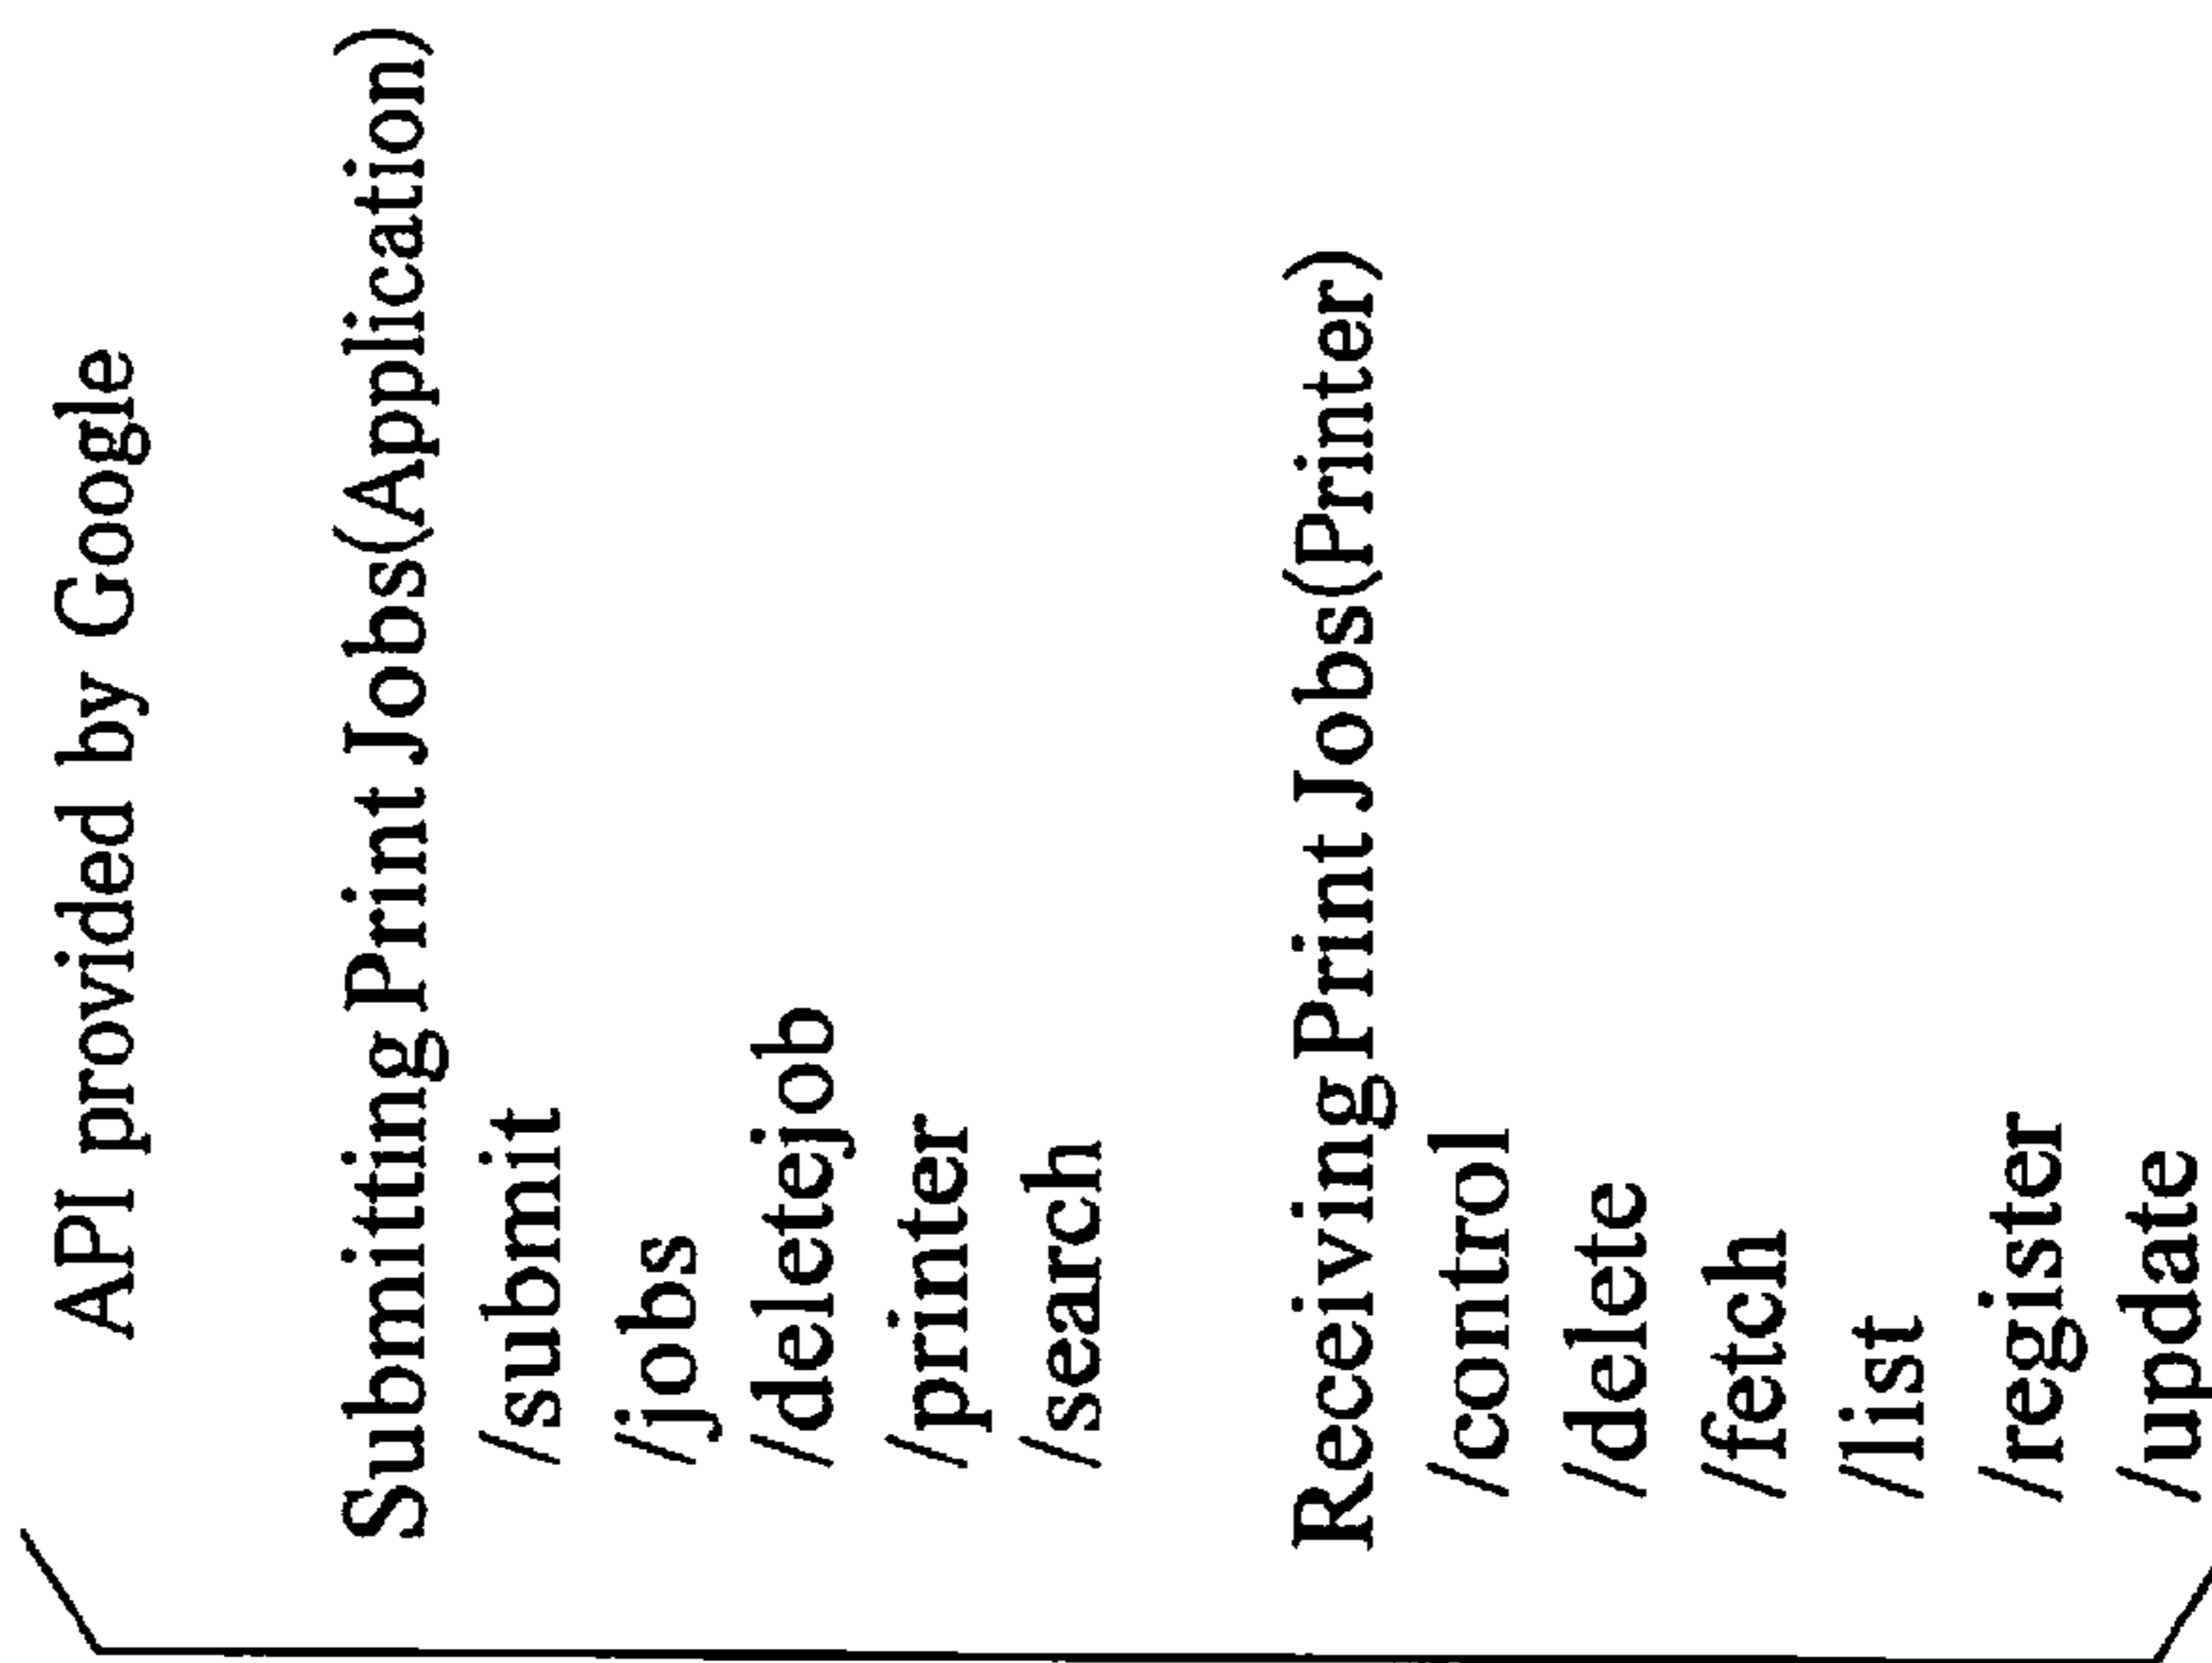 API provided by Google
Submitting Print Jobs(Application)
/submit
/jobs
/deletejob
/printer
/search
Receiving Print Jobs(Printer)
/control
/delete
/fetch
/list
/register
/update